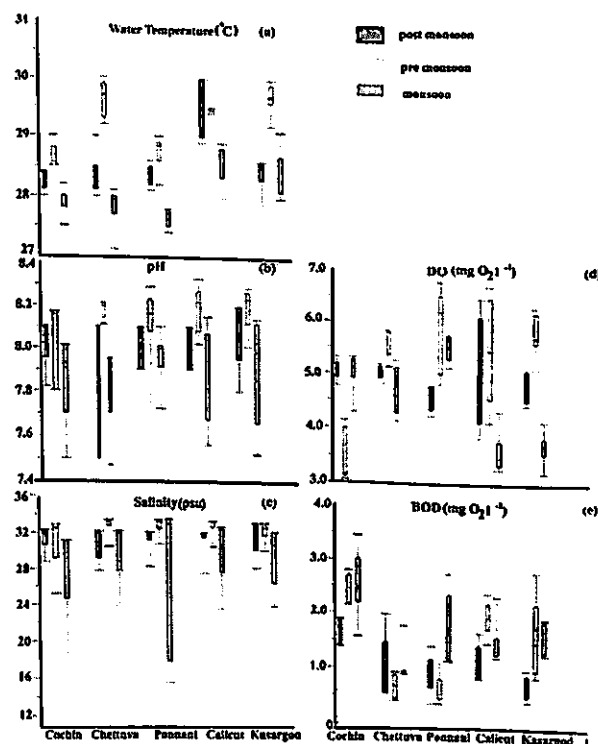 31
Water Temperature (°C) (a)
30
29
28
27
post monsoon
pre monsoon
monsoon
8.4
pH
(b)
8.2
8.0
7.8
7.6
7.4
7.0
DO (mg O2 l⁻¹)
(d)
6.0
5.0
4.0
3.0
36
Salinity(psu)
(c)
32
28
24
20
16
12
4.0
BOD (mg O2 l⁻¹)
(e)
3.0
2.0
1.0
Cochin Chettuva Ponnani Calicut Kasargod
Cochin Chettuva Ponnani Calicut Kasargod